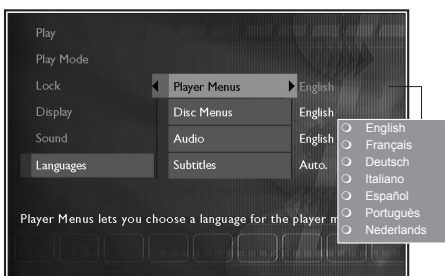 Play
Play Mode
Lock
Player Menus
English
Display
Disc Menus
English
Sound
Audio
English
Languages
Subtitles
Auto.
English
Français
Deutsch
Italiano
Español
Portuguès
Nederlands
Player Menus lets you choose a language for the player m